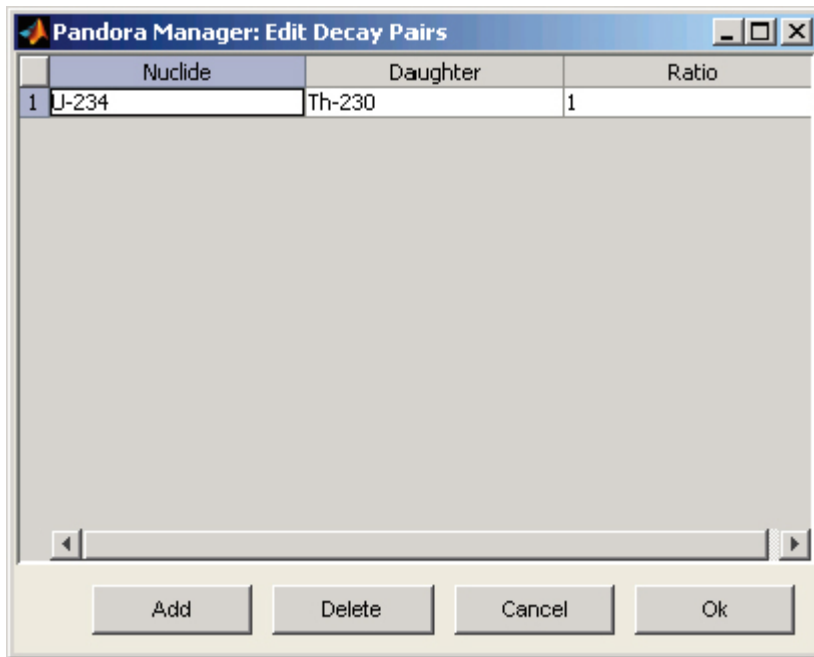 Pandora Manager: Edit Decay Pairs
Nuclide Daughter Ratio
1 U-234 Th-230 1
Add Delete Cancel Ok